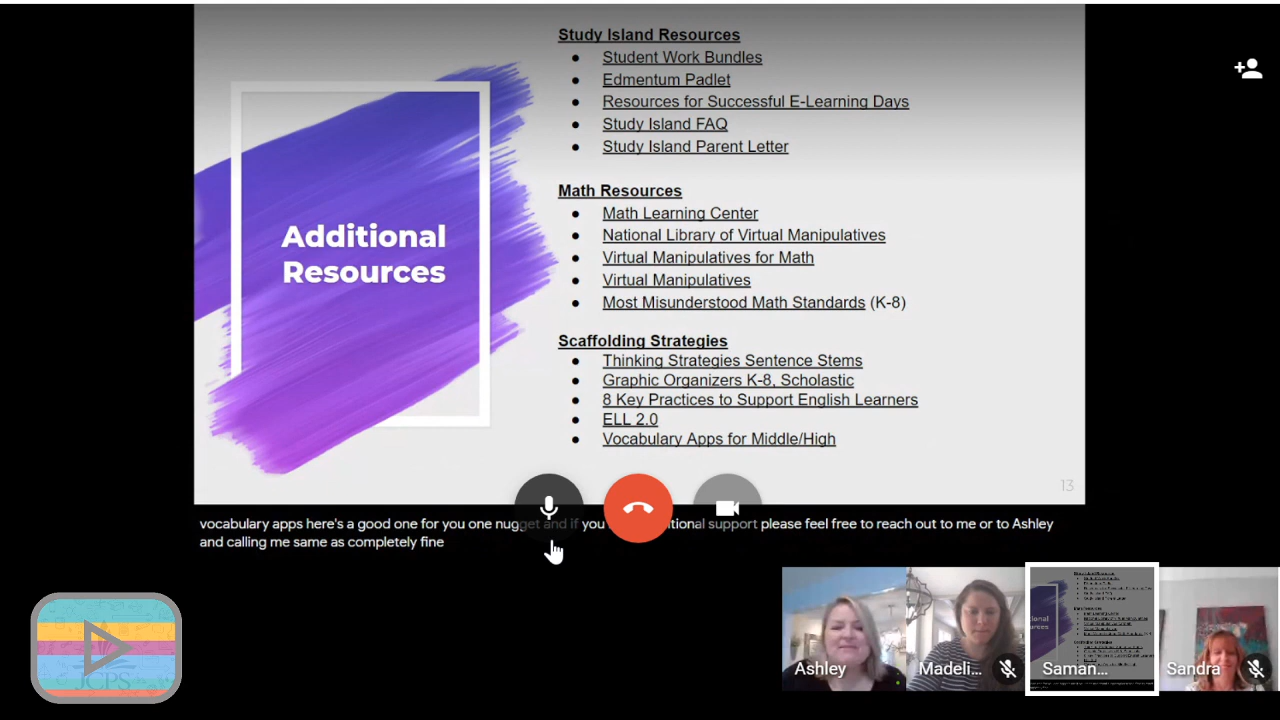 Study Island Resources
● Student Work Bundles
● Edmentum Padlet
● Resources for Successful E-Learning Days
● Study Island FAQ
● Study Island Parent Letter
Math Resources
● Math Learning Center
● National Library of Virtual Manipulatives
● Virtual Manipulatives for Math
● Virtual Manipulatives
● Most Misunderstood Math Standards (K-8)
Scaffolding Strategies
● Thinking Strategies Sentence Stems
● Graphic Organizers K-8, Scholastic
● 8 Key Practices to Support English Learners
● ELL 2.0
● Vocabulary Apps for Middle/High
Additional
Resources
13
vocabulary apps here's a good one for you one nugget and if you itional support please feel free to reach out to me or to Ashley
and calling me same as completely fine
Ashley
Madeli...
Saman...
Sandra
JCPS